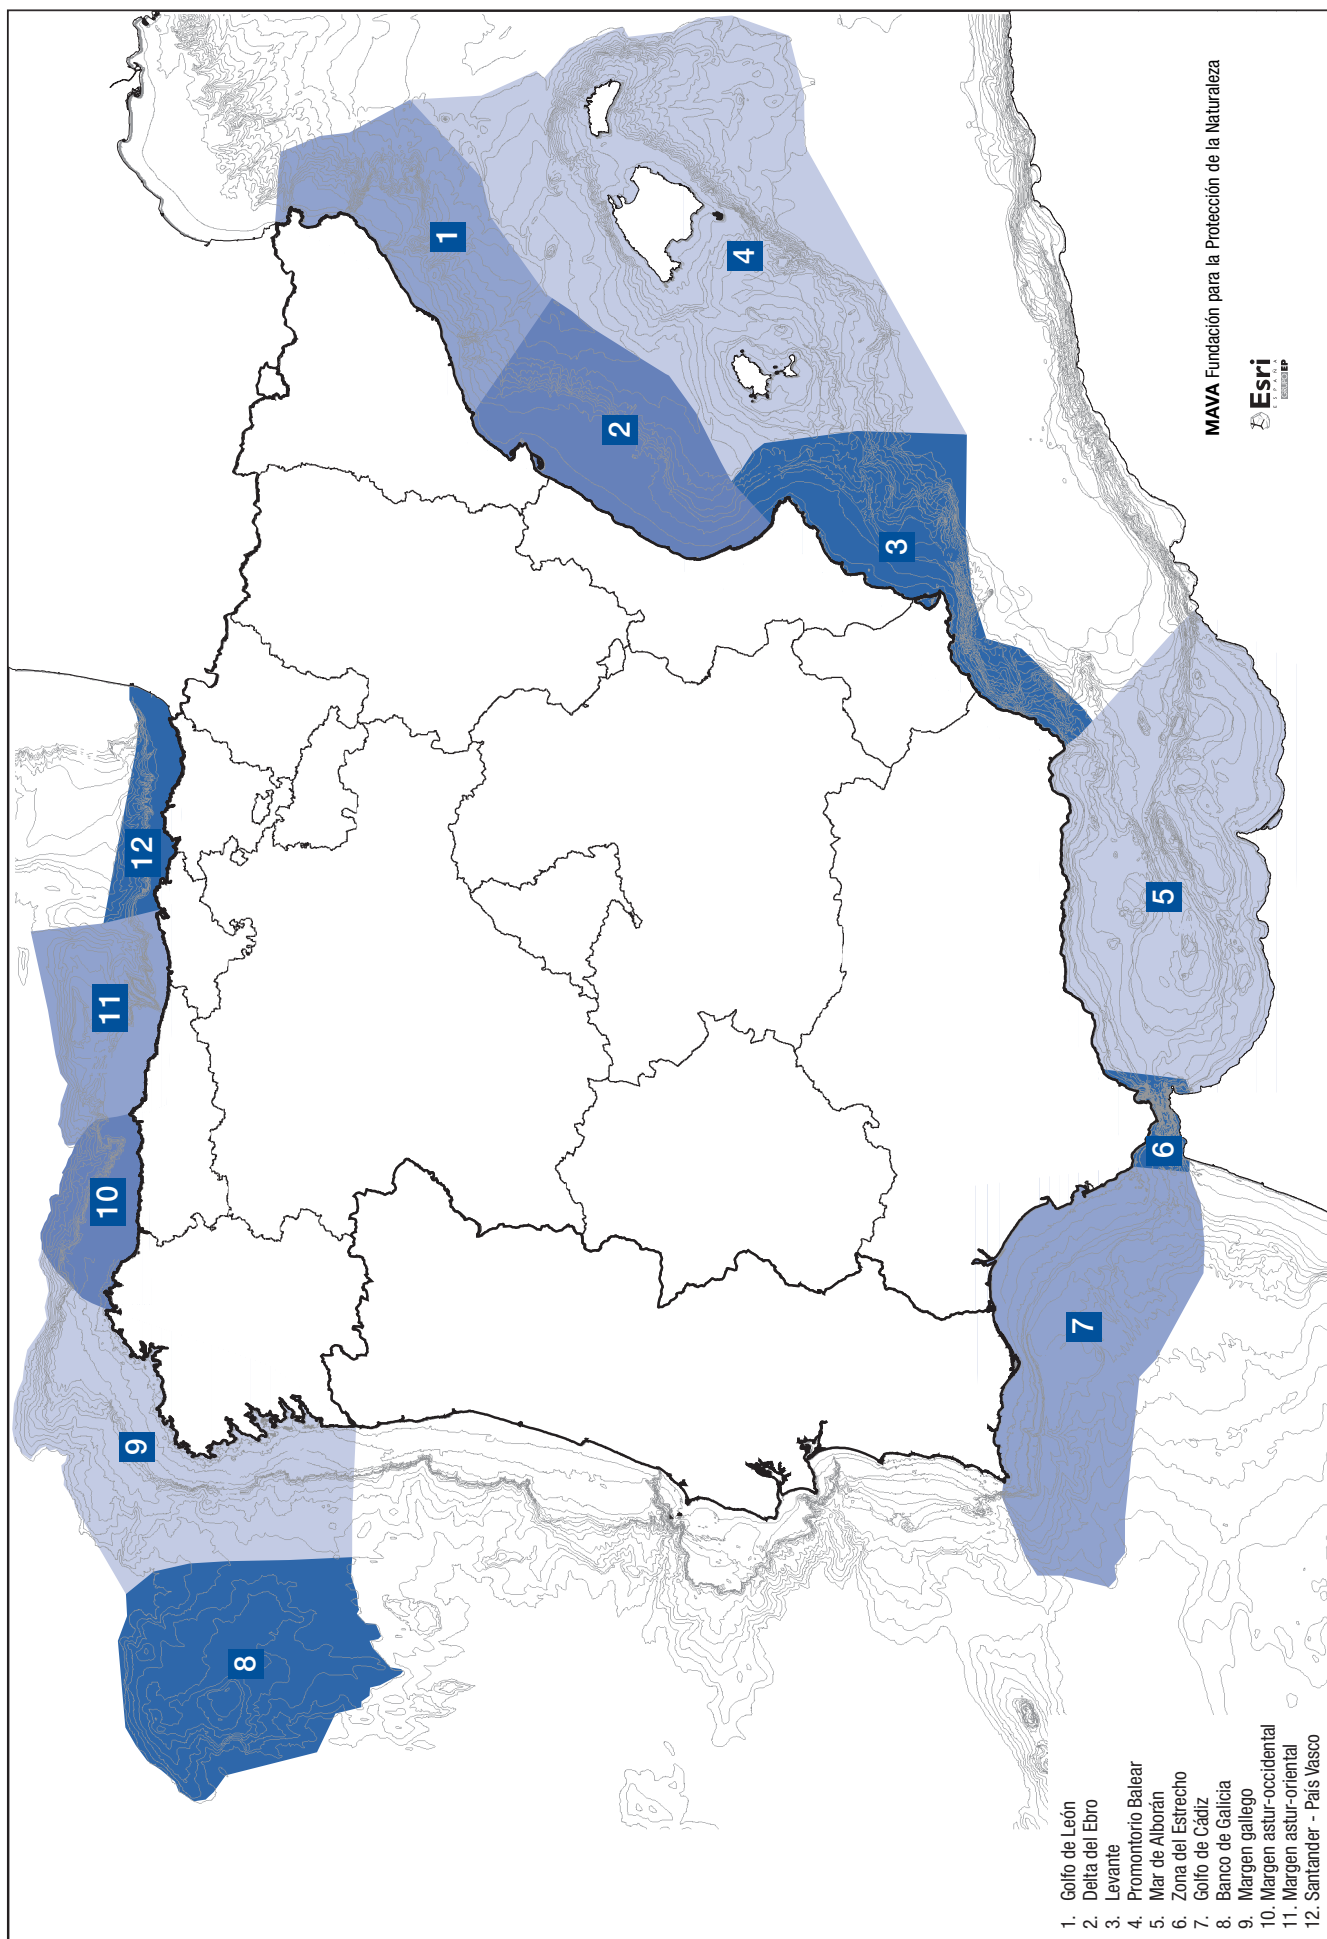 1
2
3
4
5
6
7
8
9
10
11
12
MAVA Fundación para la Protección de la Naturaleza
Esri
ESPAÑA
GRUPO EP
1. Golfo de León
2. Delta del Ebro
3. Levante
4. Promontorio Balear
5. Mar de Alborán
6. Zona del Estrecho
7. Golfo de Cádiz
8. Banco de Galicia
9. Margen gallego
10. Margen astur-occidental
11. Margen astur-oriental
12. Santander - País Vasco